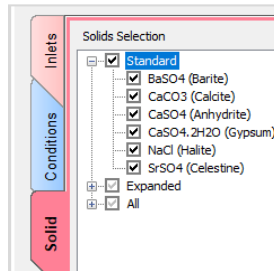 Inlets
Conditions
Solid
Solids Selection
Standard
BaSO4 (Barite)
CaCO3 (Calcite)
CaSO4 (Anhydrite)
CaSO4.2H2O (Gypsum)
NaCl (Halite)
SrSO4 (Celestine)
Expanded
All